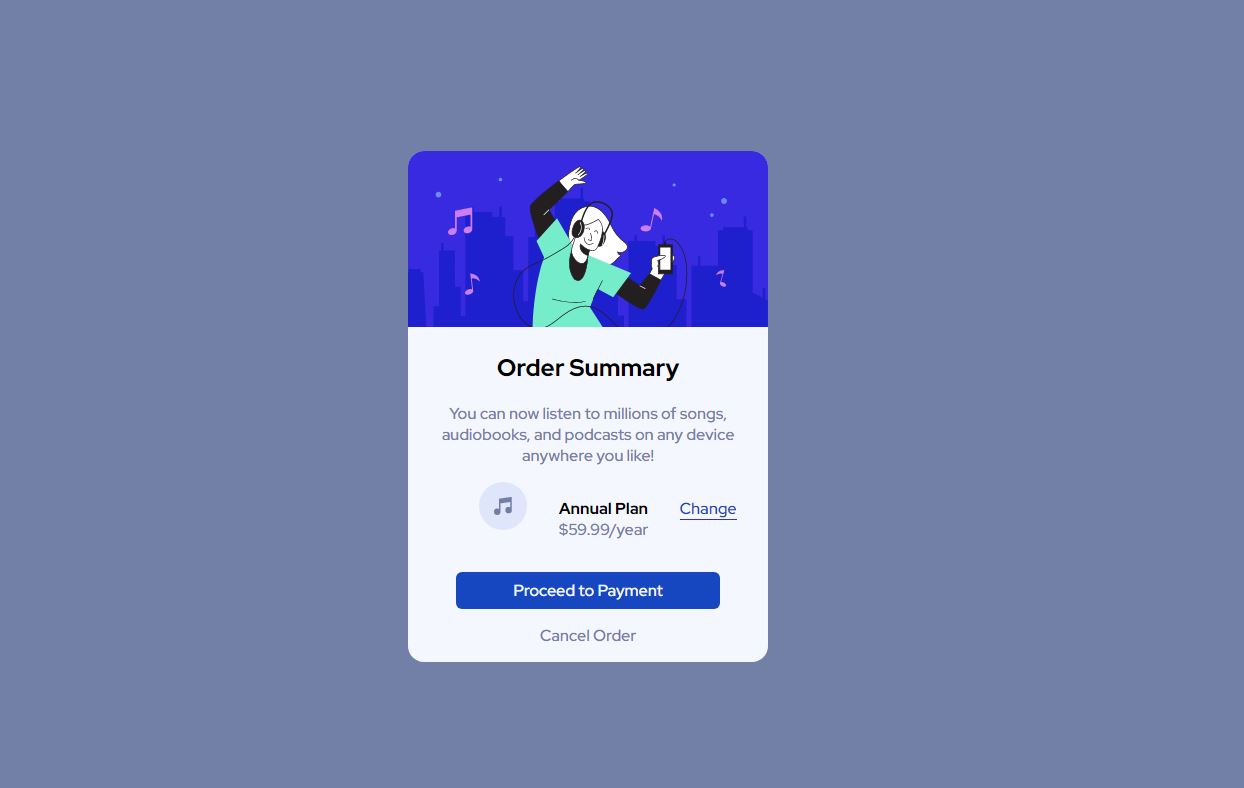 Order Summary
You can now listen to millions of songs,
audiobooks, and podcasts on any device
anywhere you like!
Annual Plan
Change
$59.99/year
Proceed to Payment
Cancel Order